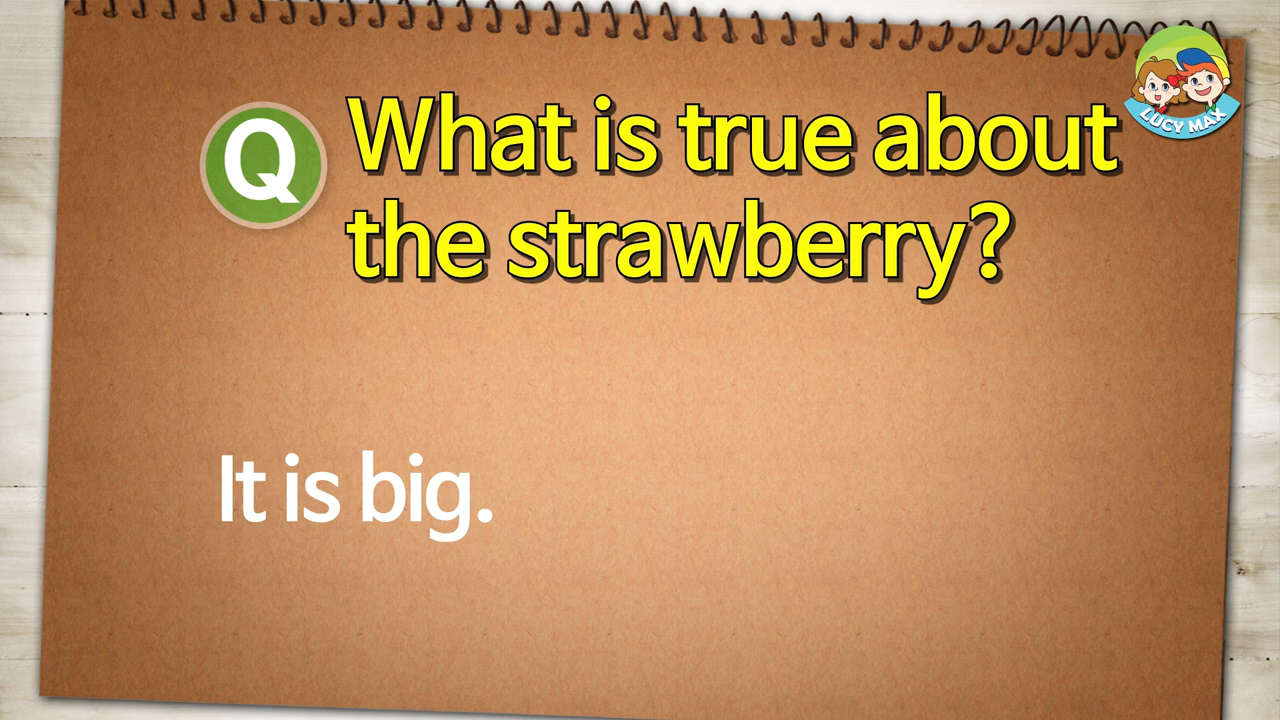 Q
What is true about
the strawberry?
It is big.
LUCY MAX